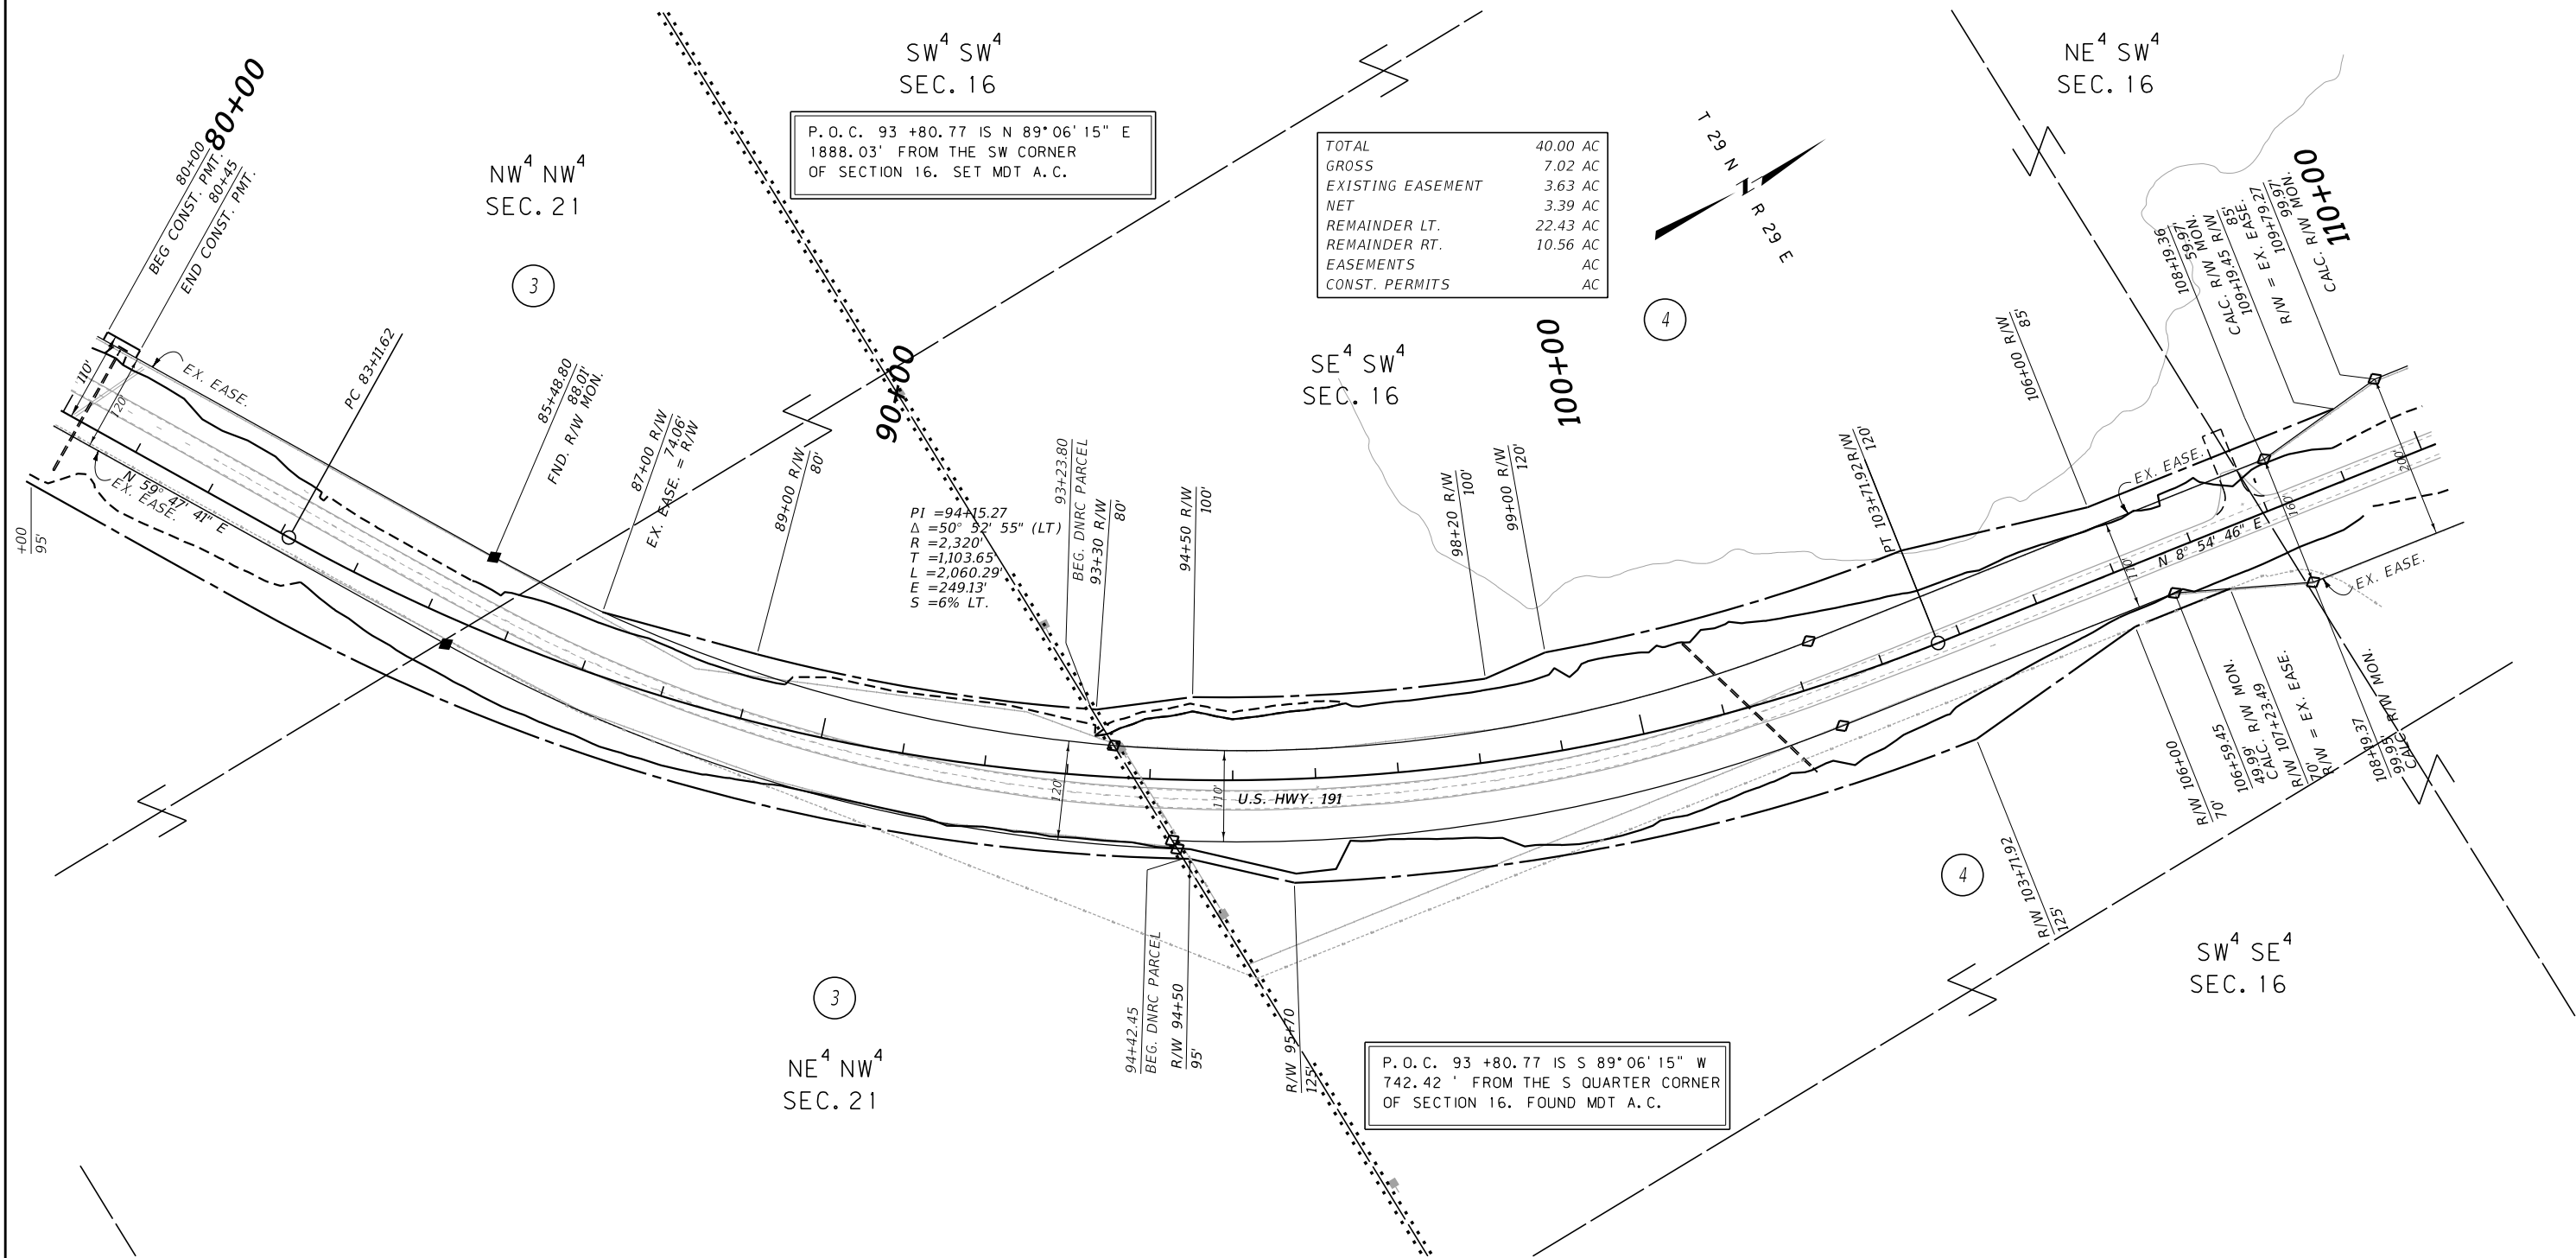 SW⁴ SW⁴
SEC. 16
NE⁴ SW⁴
SEC. 16
P.O.C. 93 +80.77 IS N 89°06'15" E
1888.03' FROM THE SW CORNER
OF SECTION 16. SET MDT A.C.
NW⁴ NW⁴
SEC. 21
3
TOTAL 40.00 AC
GROSS 7.02 AC
EXISTING EASEMENT 3.63 AC
NET 3.39 AC
REMAINDER LT. 22.43 AC
REMAINDER RT. 10.56 AC
EASEMENTS AC
CONST. PERMITS AC
T 29 N
R 29 E
4
SE⁴ SW⁴
SEC. 16
80+00
80+00
BEG CONST. PMT.
80+45
END CONST. PMT.
90+00
100+00
110+00
110'
120'
EX. EASE.
PC 83+11.62
85+48.80
88.01'
FND. R/W MON.
87+00 R/W
74.06'
EX. EASE. = R/W
89+00 R/W
80'
N 59° 47' 41" E
EX. EASE.
+00
95'
PI =94+15.27
Δ =50° 52' 55" (LT)
R =2,320'
T =1,103.65'
L =2,060.29'
E =249.13'
S =6% LT.
93+23.80
BEG. DNRC PARCEL
93+30 R/W
80'
94+50 R/W
100'
98+20 R/W
100'
99+00 R/W
120'
PT 103+71.92R/W
120'
106+00 R/W
85'
108+19.36
59.97'
CALC. R/W MON.
109+19.45 R/W
85'
R/W = EX. EASE.
109+79.27
99.97'
CALC. R/W MON.
EX. EASE.
200'
160'
110'
N 8° 54' 46" E
EX. EASE.
120'
110'
U.S. HWY. 191
94+42.45
BEG. DNRC PARCEL
R/W 94+50
95'
R/W 95+70
125'
R/W 103+71.92
125'
R/W 106+00
70'
106+59.45
49.99'
CALC. R/W MON.
R/W 107+23.49
70'
R/W = EX. EASE.
108+19.37
99.95'
CALC. R/W MON.
4
SW⁴ SE⁴
SEC. 16
3
NE⁴ NW⁴
SEC. 21
P.O.C. 93 +80.77 IS S 89°06'15" W
742.42 ' FROM THE S QUARTER CORNER
OF SECTION 16. FOUND MDT A.C.